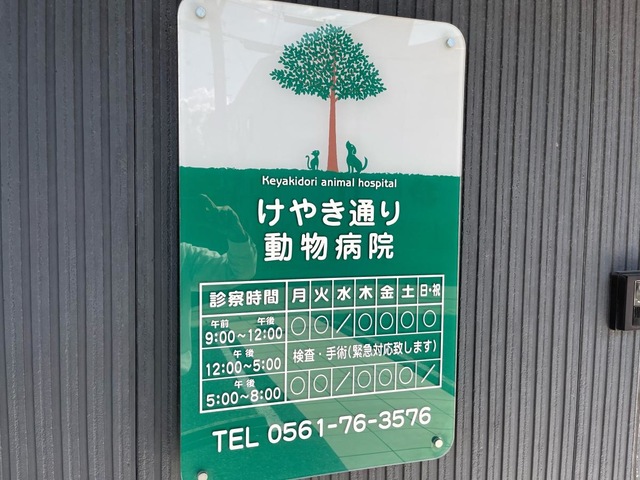 Keyakidori animal hospital
けやき通り
動物病院
診察時間 月 火 水 木 金 土 日・祝
午前 午後
9:00～12:00 ○ ○ ／ ○ ○ ○ ○
午後
12:00～5:00 検査・手術(緊急対応致します)
午後
5:00～8:00 ○ ○ ／ ○ ○ ○ ／
TEL 0561-76-3576